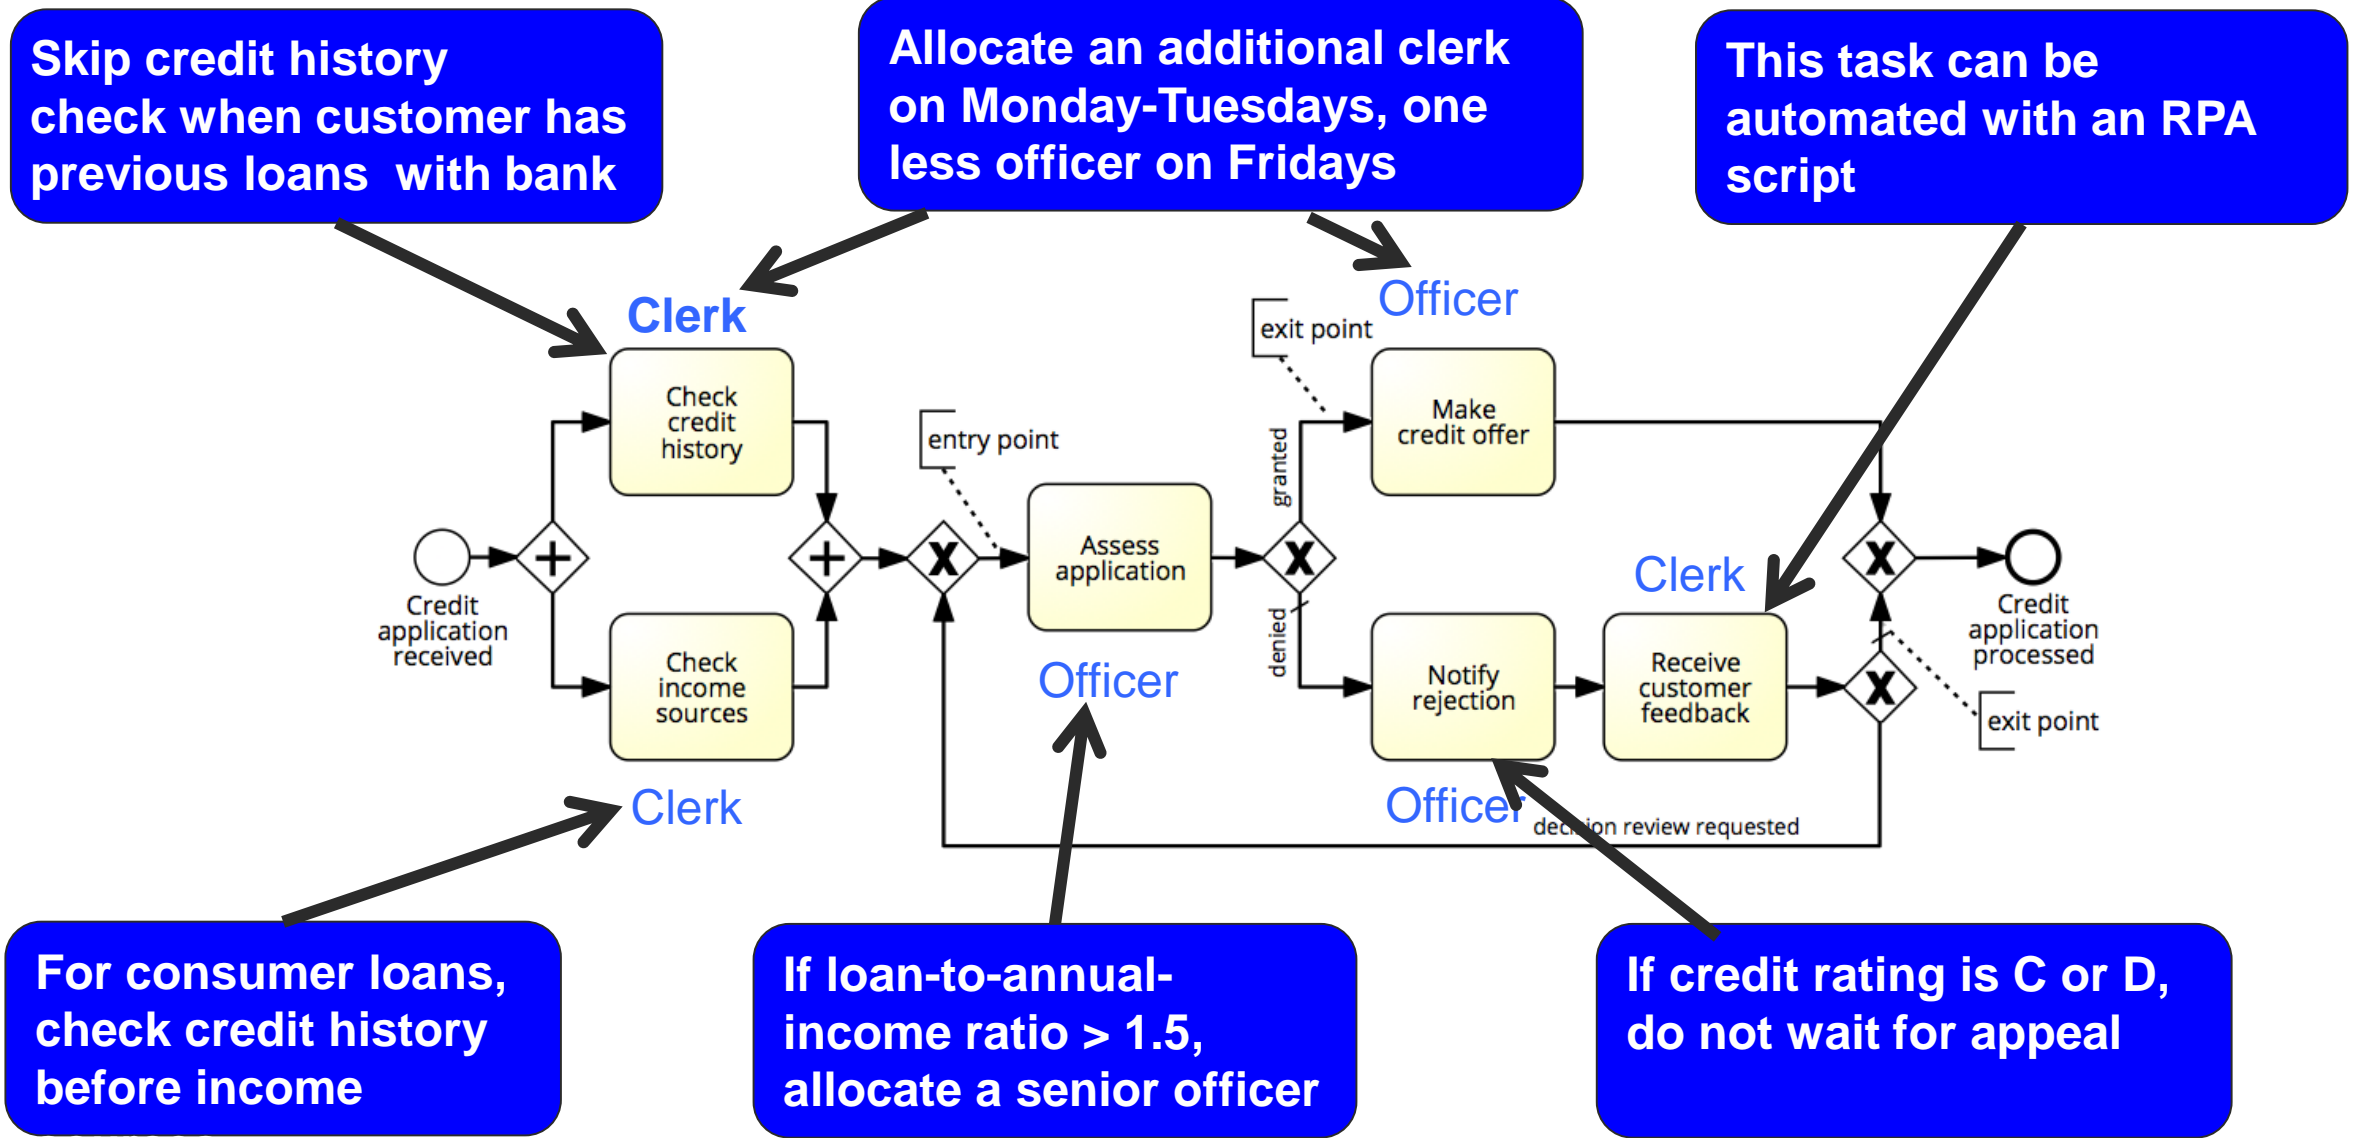 Skip credit history
check when customer has
previous loans with bank
Allocate an additional clerk
on Monday-Tuesdays, one
less officer on Fridays
This task can be
automated with an RPA
script
Clerk
Officer
exit point
Check
credit
history
Make
credit offer
entry point
granted
Assess
application
Clerk
Credit
application
received
denied
Credit
application
processed
Check
income
sources
Officer
Notify
rejection
Receive
customer
feedback
exit point
Clerk
Officer
decision review requested
For consumer loans,
check credit history
before income
If loan-to-annual-
income ratio > 1.5,
allocate a senior officer
If credit rating is C or D,
do not wait for appeal